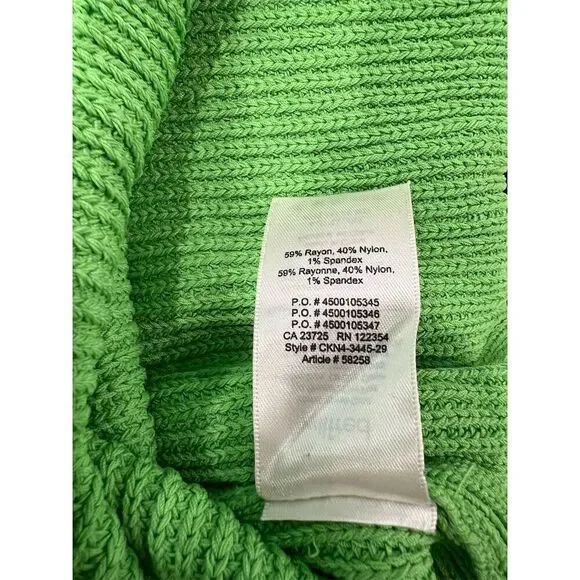 59% Rayon, 40% Nylon,
1% Spandex
59% Rayonne, 40% Nylon,
1% Spandex
P.O. # 4500105345
P.O. # 4500105346
P.O. # 4500105347
CA 23725 RN 122354
Style # CKN4-3445-29
Article # 58258